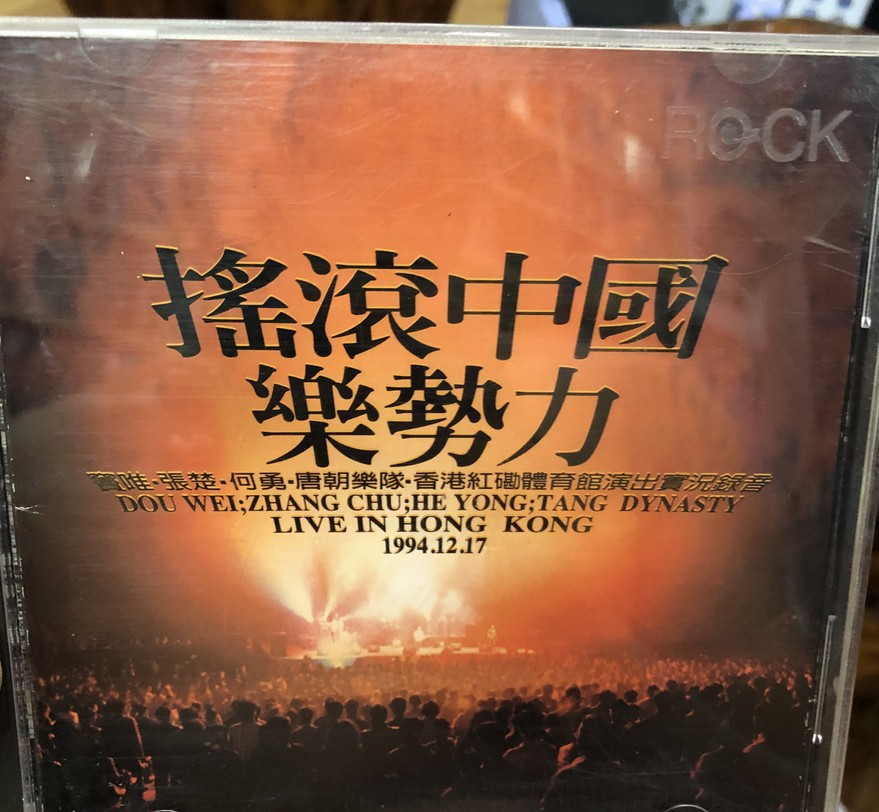 ROCK
搖滾中國
樂勢力
竇唯·張楚·何勇·唐朝樂隊·香港紅磡體育館演出實況錄音
DOU WEI;ZHANG CHU;HE YONG;TANG DYNASTY
LIVE IN HONG KONG
1994.12.17